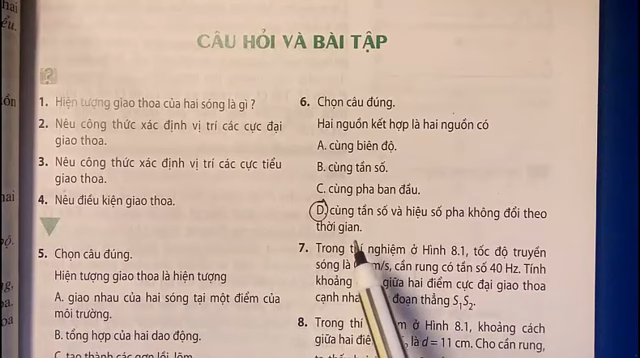 CÂU HỎI VÀ BÀI TẬP
1. Hiện tượng giao thoa của hai sóng là gì ?
2. Nêu công thức xác định vị trí các cực đại
giao thoa.
3. Nêu công thức xác định vị trí các cực tiểu
giao thoa.
4. Nêu điều kiện giao thoa.
5. Chọn câu đúng.
Hiện tượng giao thoa là hiện tượng
A. giao nhau của hai sóng tại một điểm của
môi trường.
B. tổng hợp của hai dao động.
C. tạo thành các gợn lồi, lõm.
6. Chọn câu đúng.
Hai nguồn kết hợp là hai nguồn có
A. cùng biên độ.
B. cùng tần số.
C. cùng pha ban đầu.
D. cùng tần số và hiệu số pha không đổi theo
thời gian.
7. Trong nghiệm ở Hình 8.1, tốc độ truyền
sóng là m/s, cần rung có tần số 40 Hz. Tính
khoảng giữa hai điểm cực đại giao thoa
cạnh đoạn thẳng S₁S₂.
8. Trong thí ở Hình 8.1, khoảng cách
giữa hai là d = 11 cm. Cho cần rung,